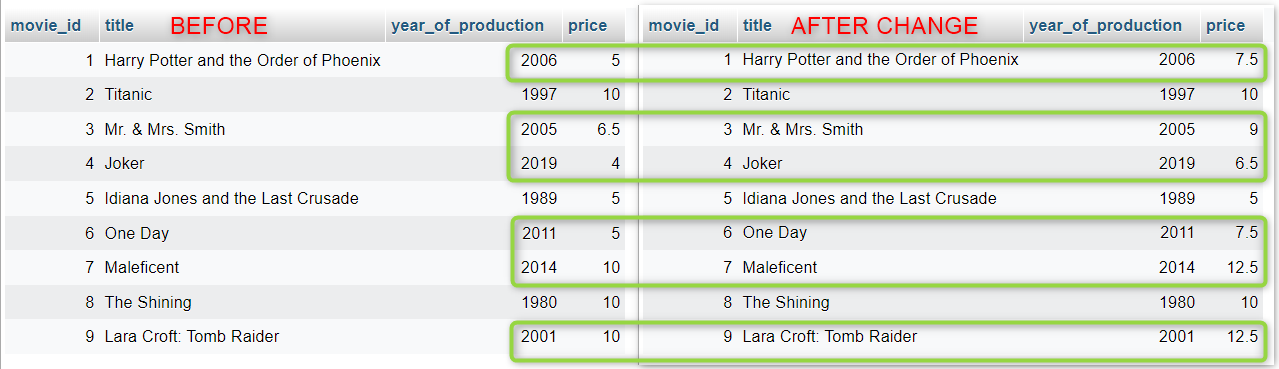 movie_id title BEFORE year_of_production price movie_id title AFTER CHANGE year_of_production price
1 Harry Potter and the Order of Phoenix 2006 5 1 Harry Potter and the Order of Phoenix 2006 7.5
2 Titanic 1997 10 2 Titanic 1997 10
3 Mr. & Mrs. Smith 2005 6.5 3 Mr. & Mrs. Smith 2005 9
4 Joker 2019 4 4 Joker 2019 6.5
5 Idiana Jones and the Last Crusade 1989 5 5 Idiana Jones and the Last Crusade 1989 5
6 One Day 2011 5 6 One Day 2011 7.5
7 Maleficent 2014 10 7 Maleficent 2014 12.5
8 The Shining 1980 10 8 The Shining 1980 10
9 Lara Croft: Tomb Raider 2001 10 9 Lara Croft: Tomb Raider 2001 12.5